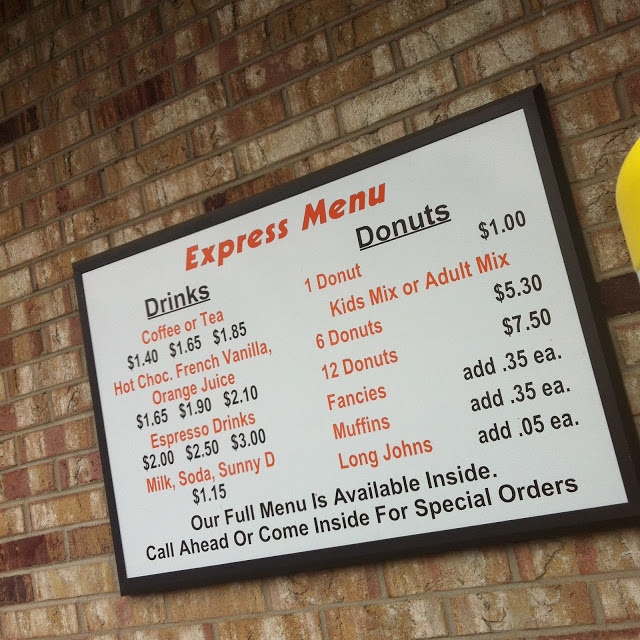 Express Menu
Drinks
Coffee or Tea
$1.40 $1.65 $1.85
Hot Choc. French Vanilla,
Orange Juice
$1.65 $1.90 $2.10
Espresso Drinks
$2.00 $2.50 $3.00
Milk, Soda, Sunny D
$1.15
Donuts
1 Donut $1.00
Kids Mix or Adult Mix
6 Donuts $5.30
12 Donuts $7.50
Fancies add .35 ea.
Muffins add .35 ea.
Long Johns add .05 ea.
Our Full Menu Is Available Inside.
Call Ahead Or Come Inside For Special Orders